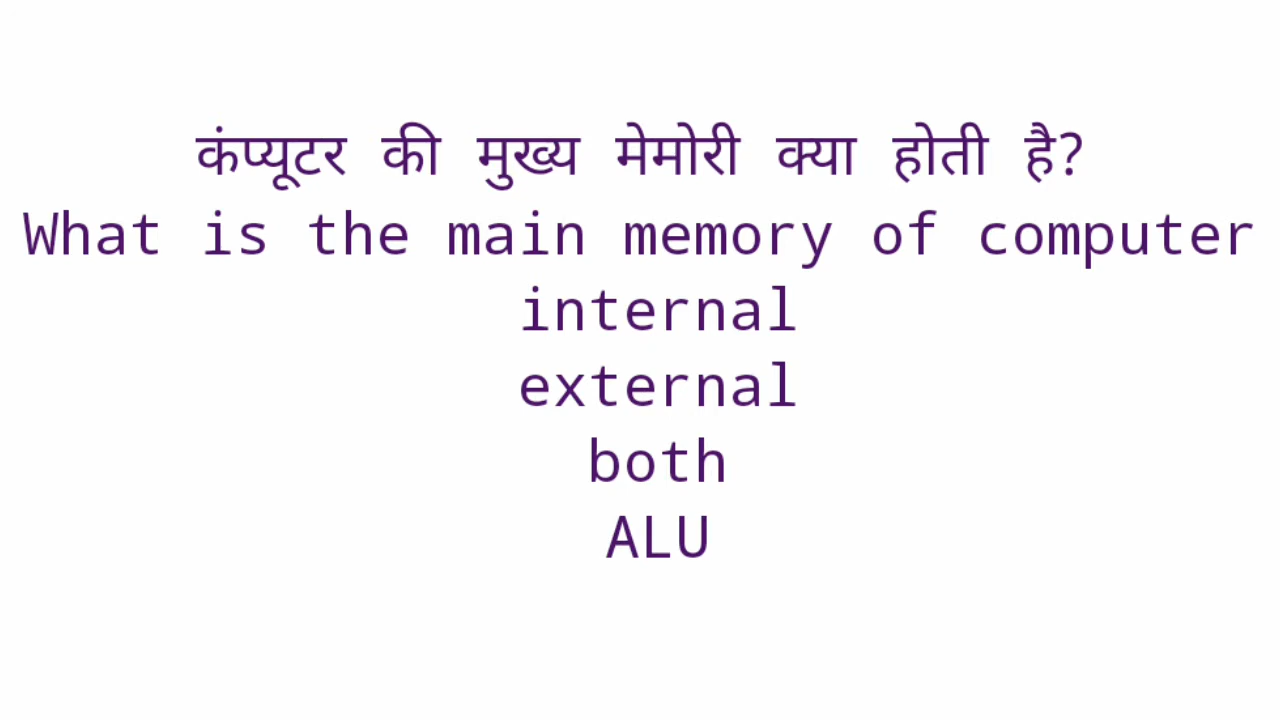 कंप्यूटर की मुख्य मेमोरी क्या होती है?
What is the main memory of computer
internal
external
both
ALU